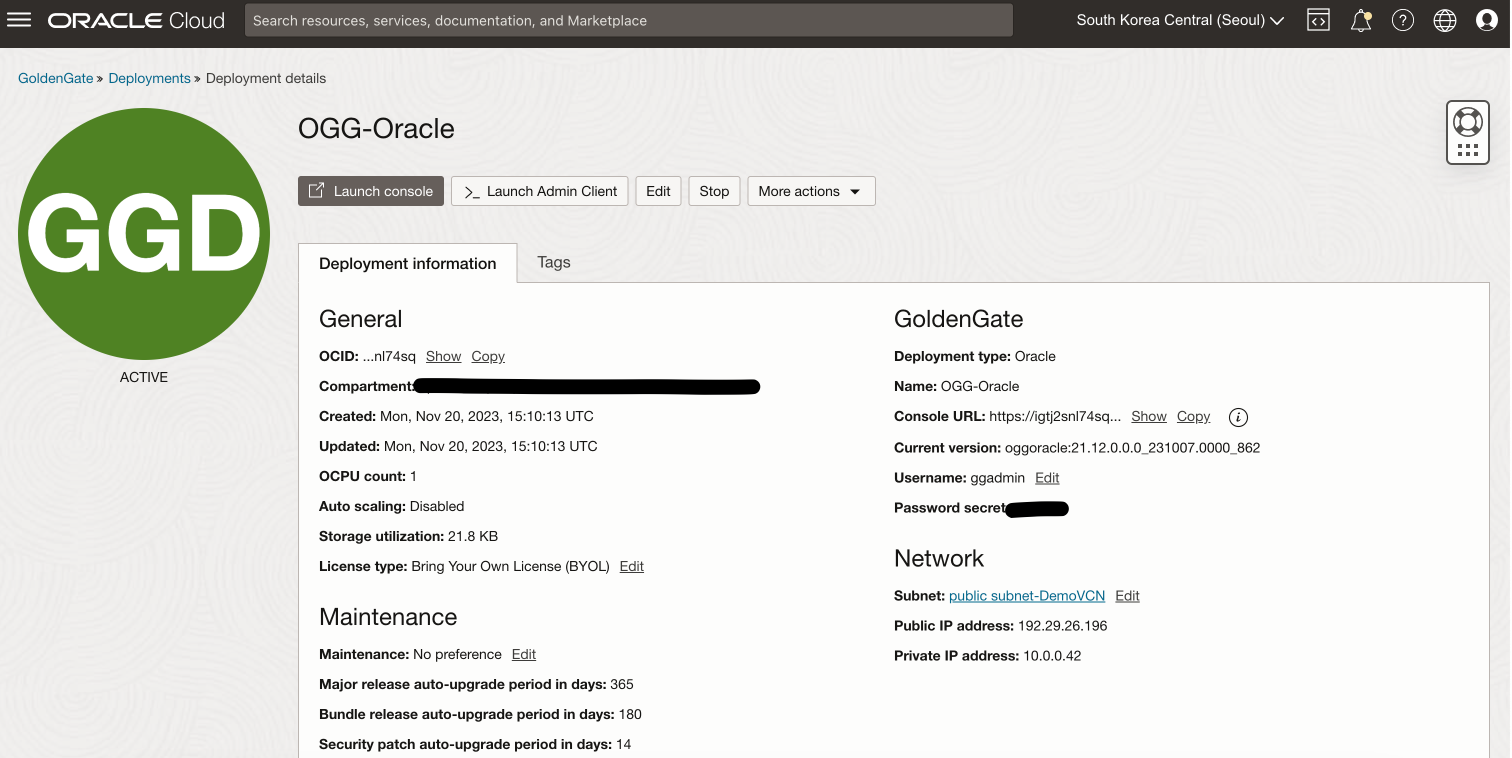 ORACLE Cloud
Search resources, services, documentation, and Marketplace
South Korea Central (Seoul)
GoldenGate » Deployments » Deployment details
GGD
ACTIVE
OGG-Oracle
Launch console
>_ Launch Admin Client
Edit
Stop
More actions
Deployment information
Tags
General
OCID: ...nl74sq Show Copy
Compartment:
Created: Mon, Nov 20, 2023, 15:10:13 UTC
Updated: Mon, Nov 20, 2023, 15:10:13 UTC
OCPU count: 1
Auto scaling: Disabled
Storage utilization: 21.8 KB
License type: Bring Your Own License (BYOL) Edit
Maintenance
Maintenance: No preference Edit
Major release auto-upgrade period in days: 365
Bundle release auto-upgrade period in days: 180
Security patch auto-upgrade period in days: 14
GoldenGate
Deployment type: Oracle
Name: OGG-Oracle
Console URL: https://igtj2snl74sq... Show Copy i
Current version: oggoracle:21.12.0.0.0_231007.0000_862
Username: ggadmin Edit
Password secret
Network
Subnet: public subnet-DemoVCN Edit
Public IP address: 192.29.26.196
Private IP address: 10.0.0.42